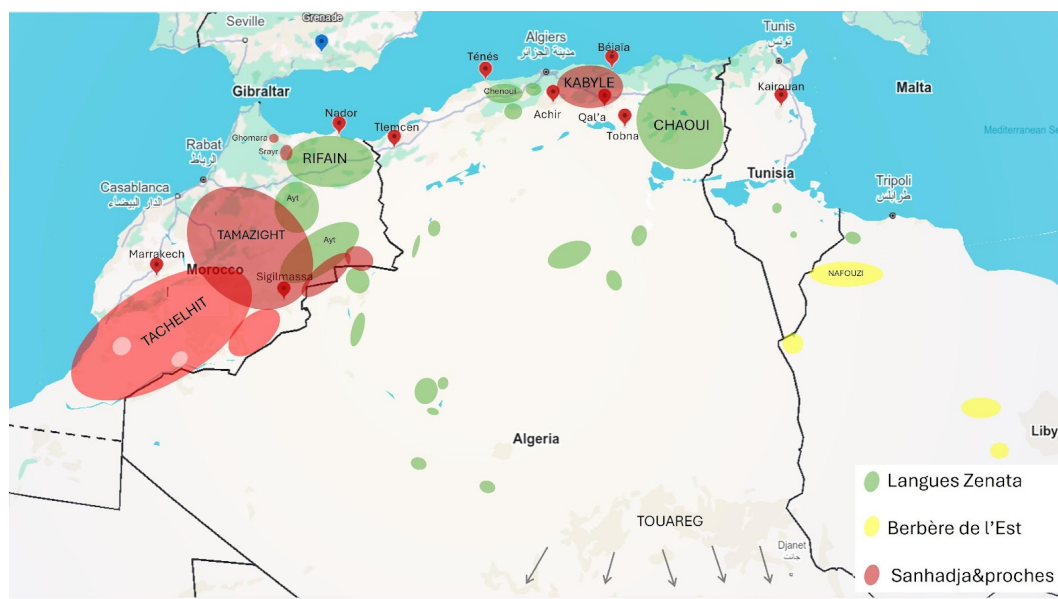 Seville
Grenade
Gibraltar
Ténés
Algiers
مدينة الجزائر
Béjaïa
Tunis
تونس
Malta
Mediterranean Se
Chenoui
KABYLE
Achir
Qal’a
Tobna
CHAOUI
Kairouan
Nador
Tlemcen
Ghomara
Srayr
RIFAIN
Rabat
الرباط
Casablanca
الدار البيضاء
Tunisia
Tripoli
طرابلس
Ayt
TAMAZIGHT
Ayt
Marrakech
Morocco
Sigilmassa
NAFOUZI
TACHELHIT
Algeria
Liby
TOUAREG
Djanet
جانت
Langues Zenata
Berbère de l’Est
Sanhadja&proches